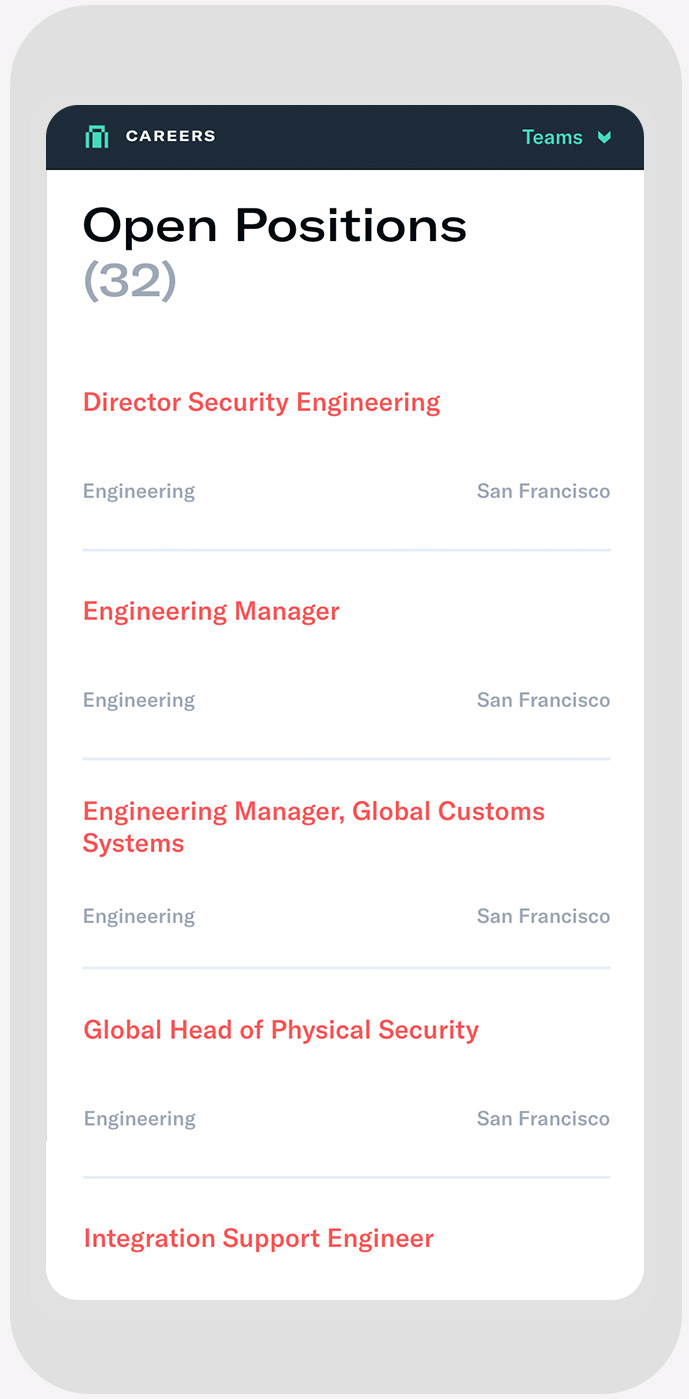 CAREERS
Teams
Open Positions
(32)
Director Security Engineering
Engineering
San Francisco
Engineering Manager
Engineering
San Francisco
Engineering Manager, Global Customs
Systems
Engineering
San Francisco
Global Head of Physical Security
Engineering
San Francisco
Integration Support Engineer